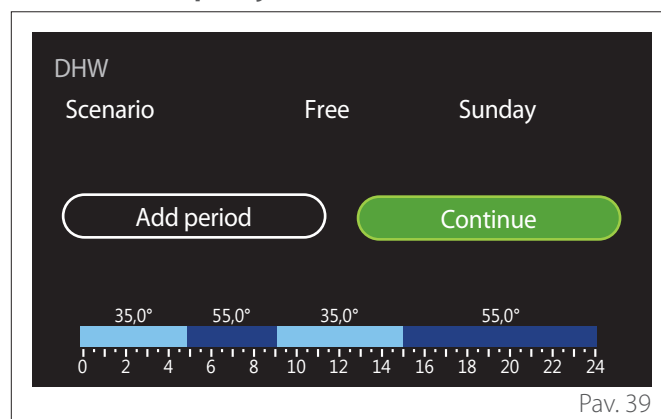 DHW
Scenario Free Sunday
Add period Continue
35,0° 55,0° 35,0° 55,0°
0 2 4 6 8 10 12 14 16 18 20 22 24
Pav. 39